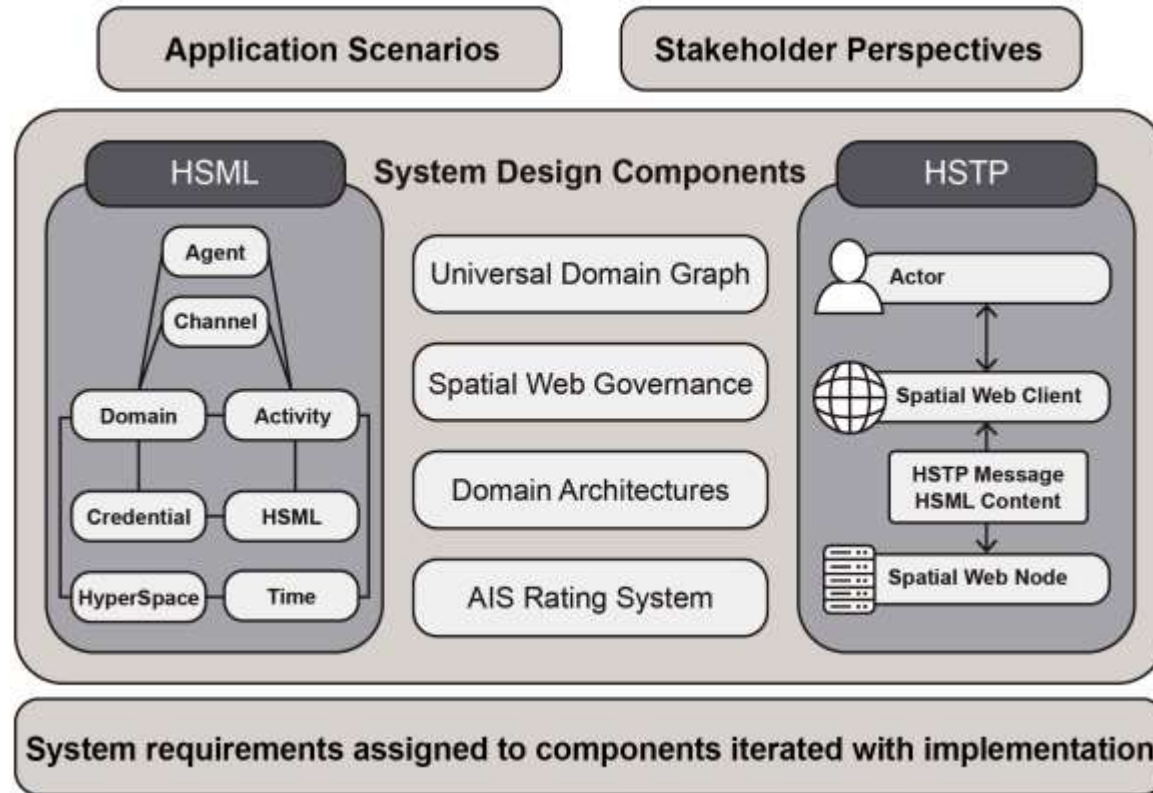 Application Scenarios
Stakeholder Perspectives
System Design Components
HSML
Agent
Channel
Domain
Activity
Credential
HSML
HyperSpace
Time
Universal Domain Graph
Spatial Web Governance
Domain Architectures
AIS Rating System
HSTP
Actor
Spatial Web Client
HSTP Message
HSML Content
Spatial Web Node
System requirements assigned to components iterated with implementation